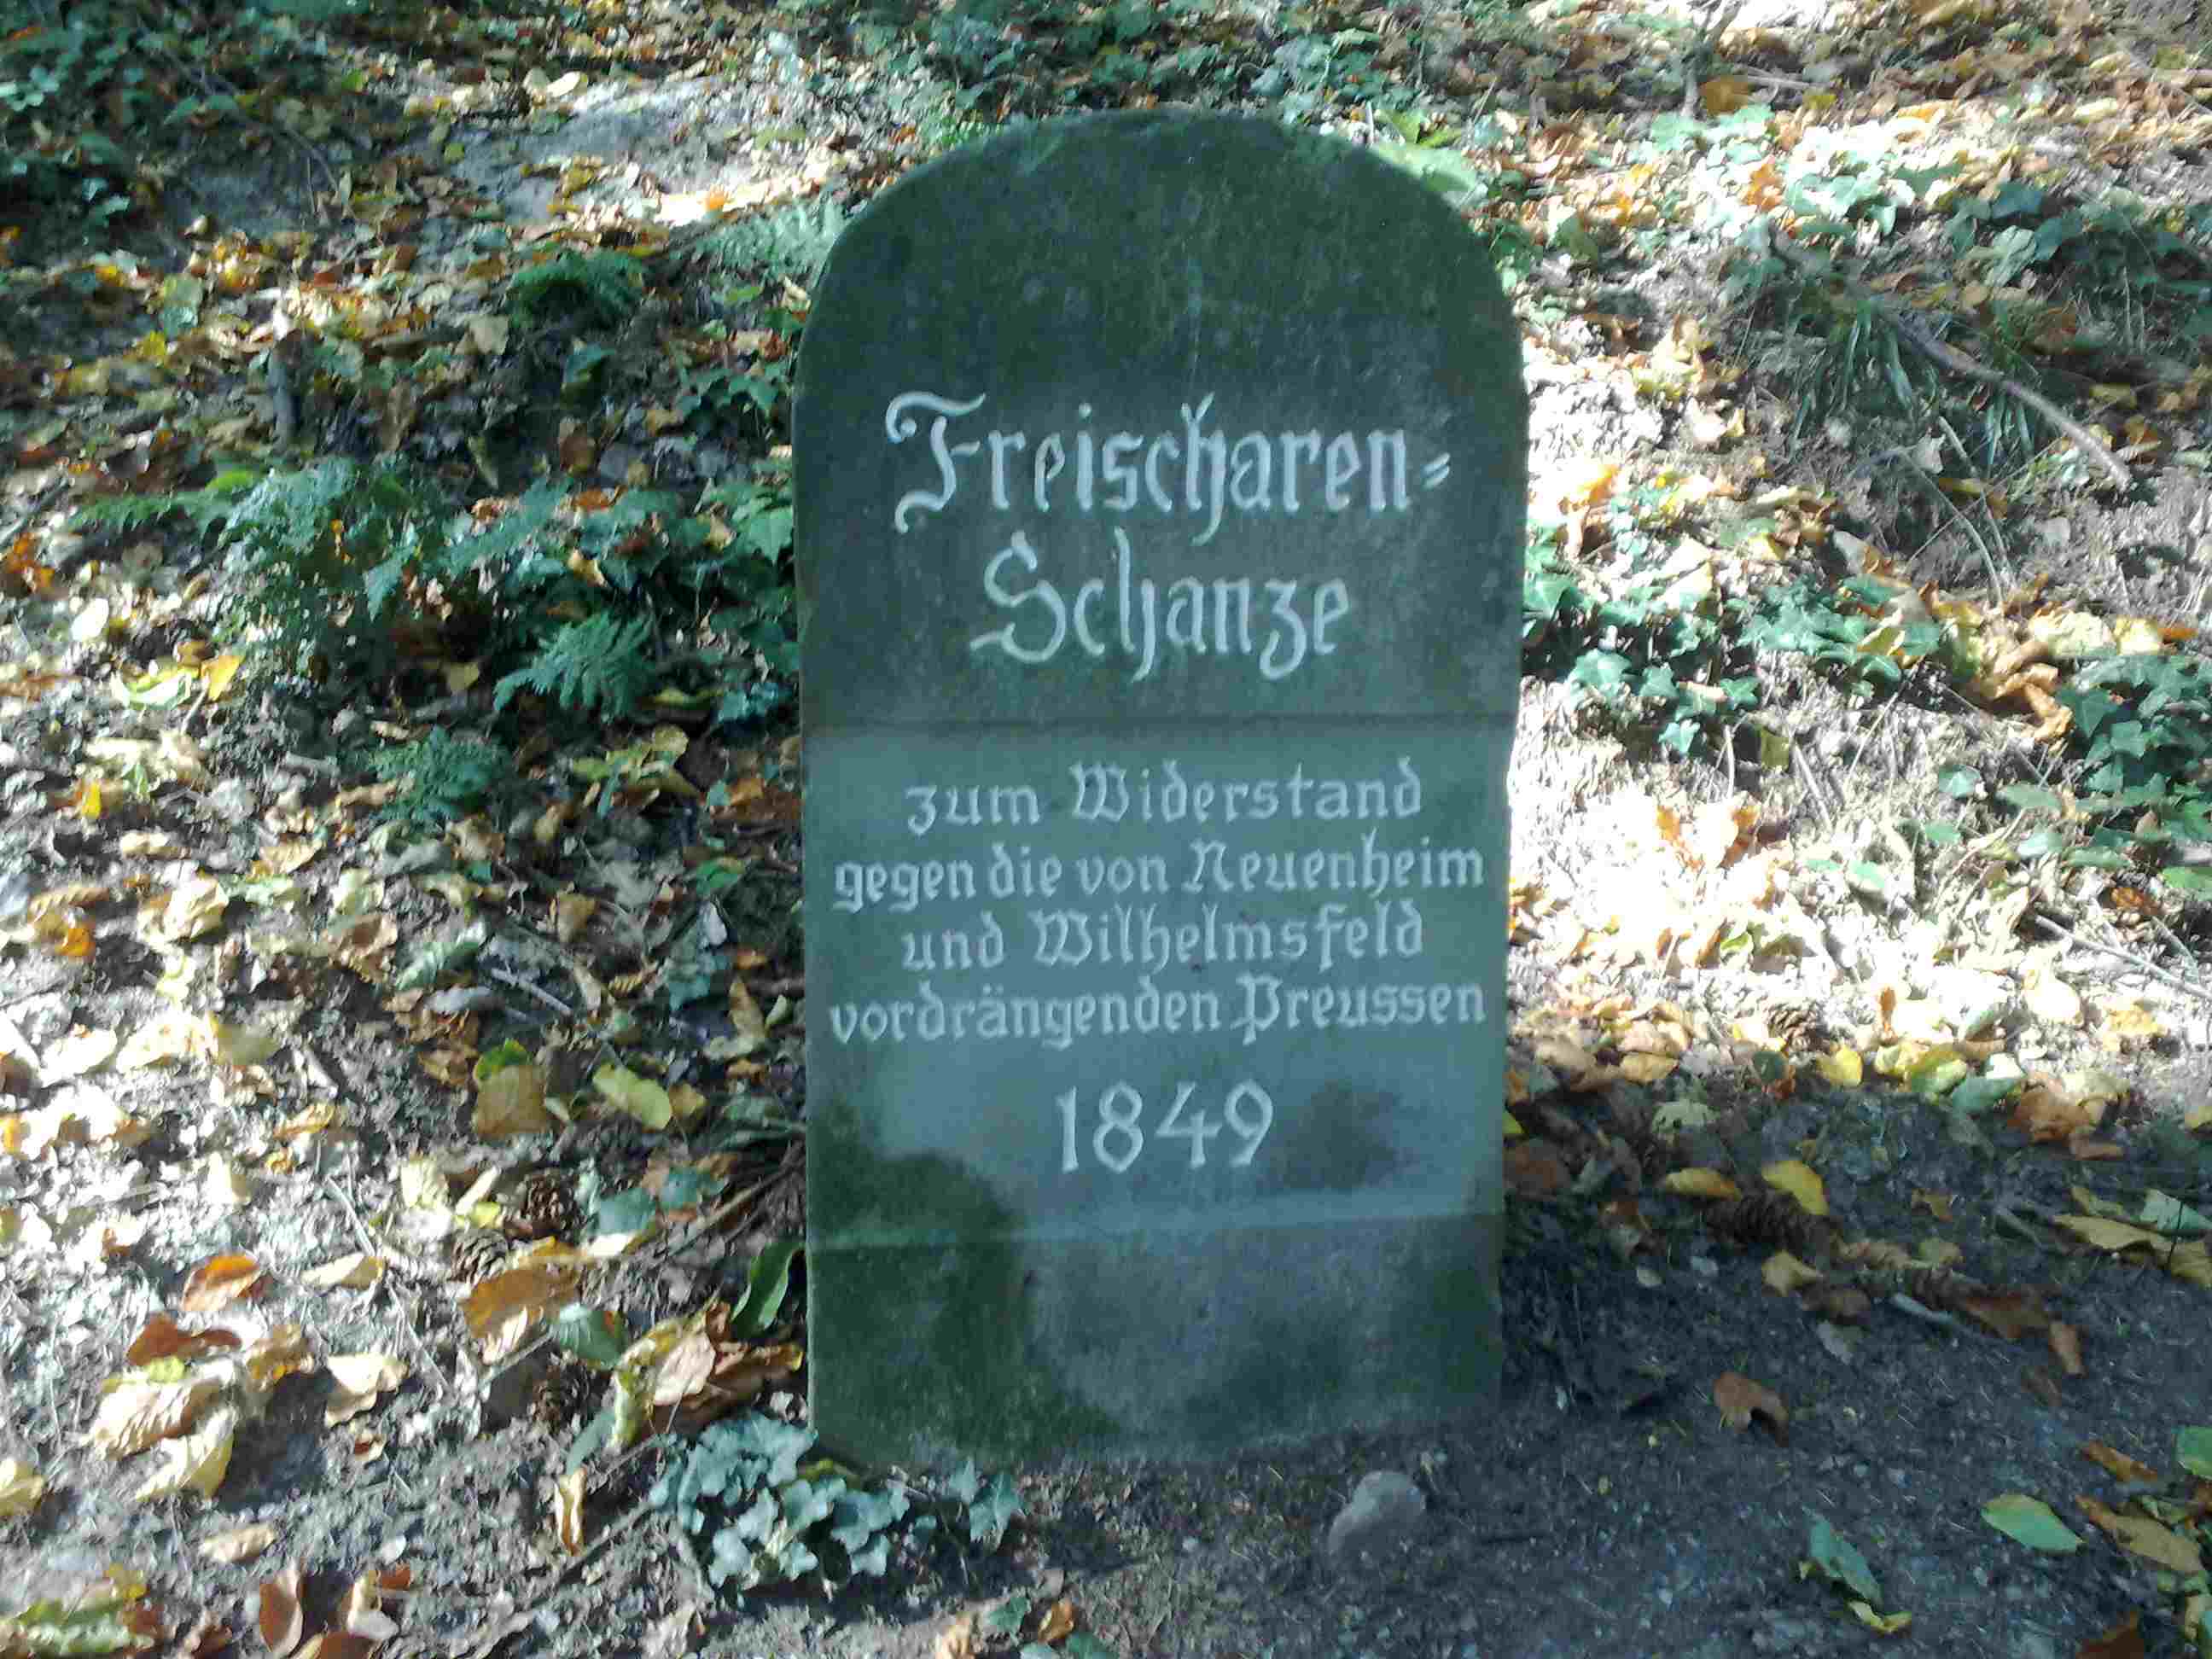 Freischaren-
Schanze
zum Widerstand
gegen die von Neuenheim
und Wilhelmsfeld
vordrängenden Preussen
1849